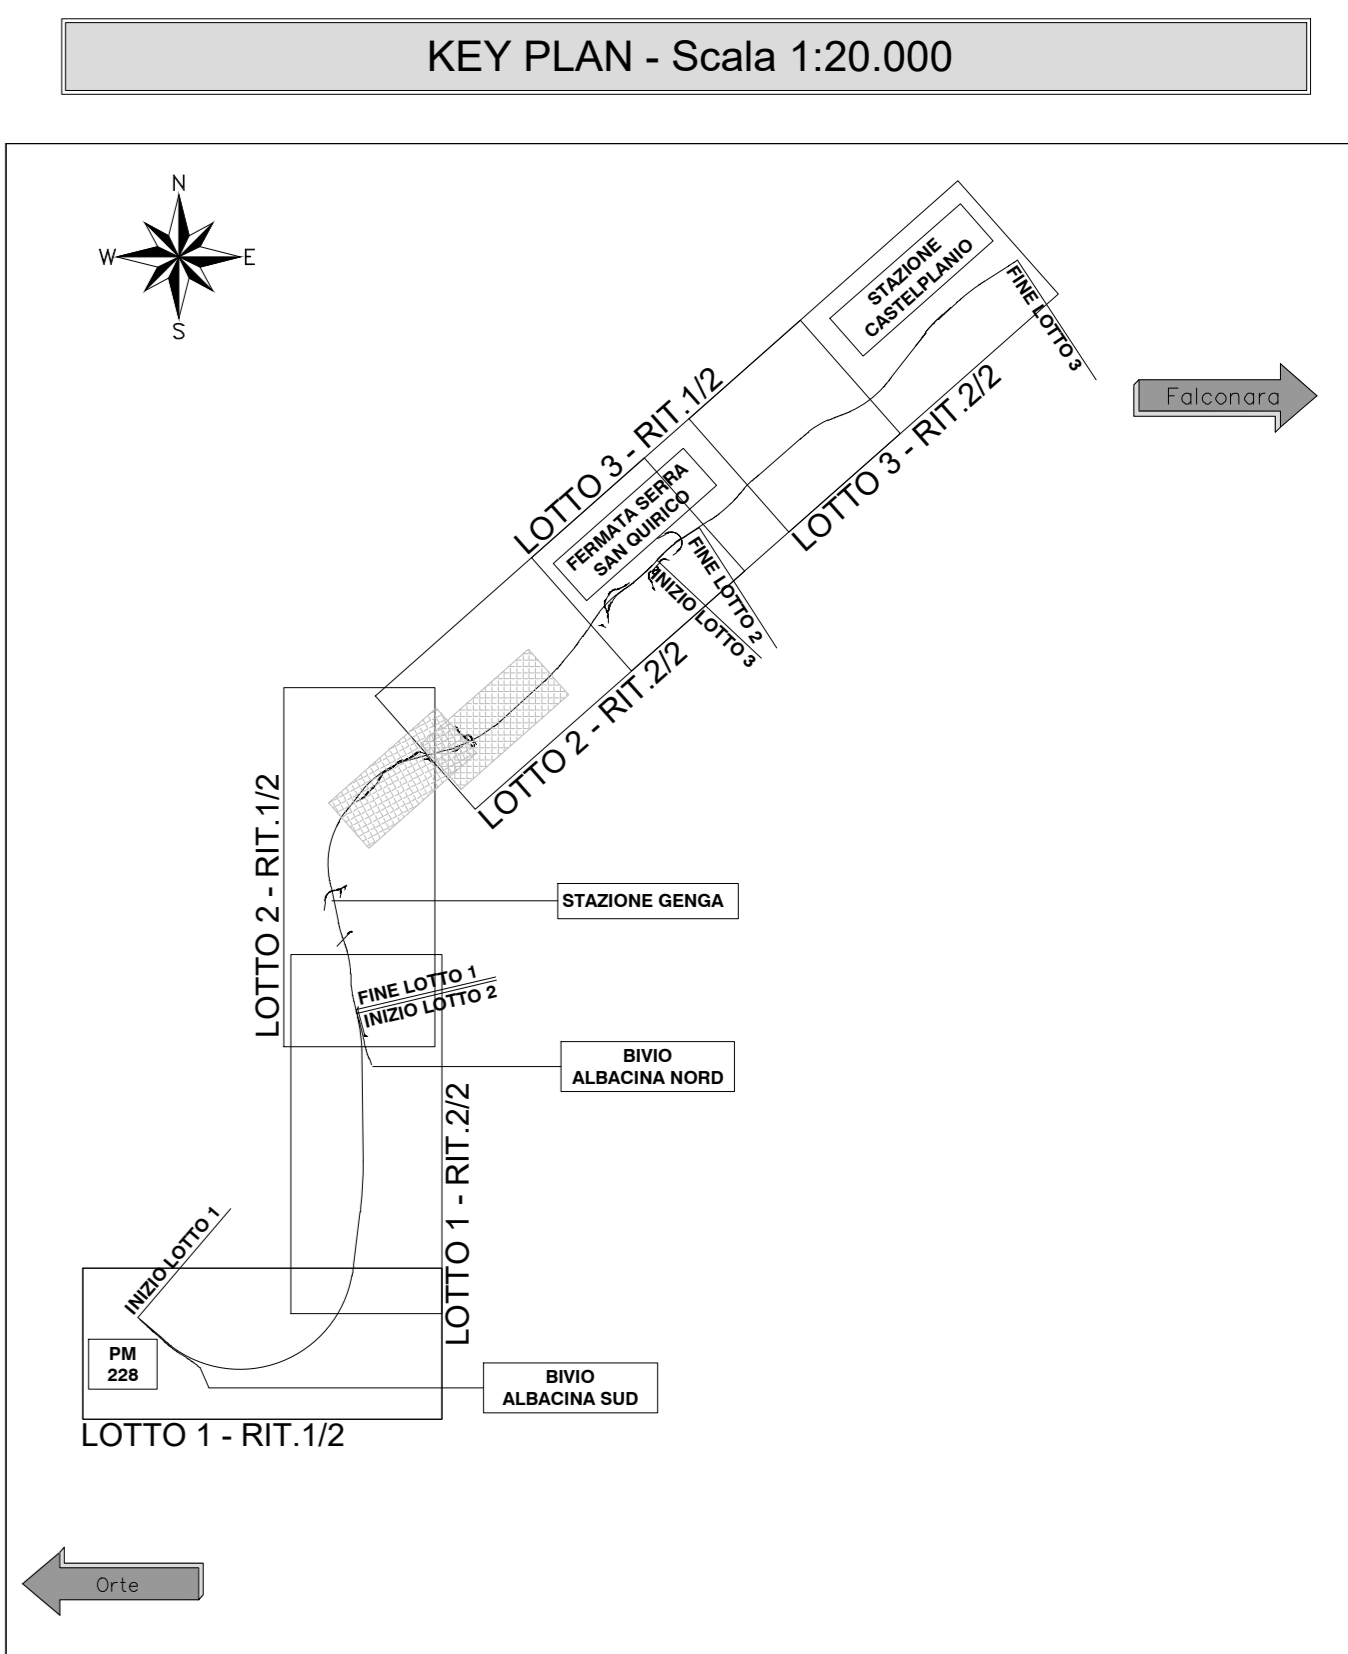 KEY PLAN - Scala 1:20.000
N
W
E
S
STAZIONE
CASTELPLANIO
FINE LOTTO 3
Falconara
LOTTO 3 - RIT.1/2
LOTTO 3 - RIT.2/2
FERMATA SERRA
SAN QUIRICO
FINE LOTTO 2
INIZIO LOTTO 3
LOTTO 2 - RIT.2/2
LOTTO 2 - RIT.1/2
STAZIONE GENGA
FINE LOTTO 1
INIZIO LOTTO 2
BIVIO
ALBACINA NORD
LOTTO 1 - RIT.2/2
INIZIO LOTTO 1
PM
228
BIVIO
ALBACINA SUD
LOTTO 1 - RIT.1/2
Orte